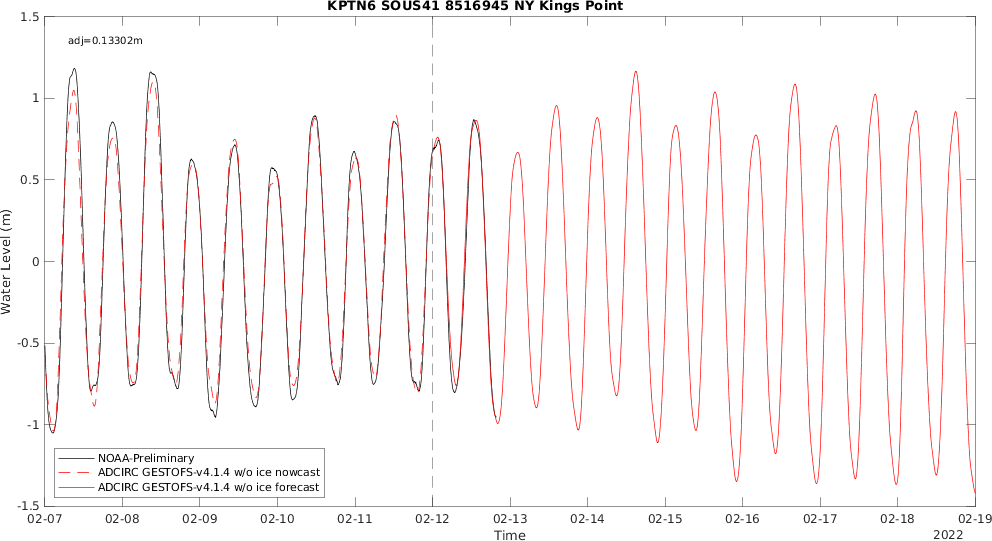 KPTN6 SOUS41 8516945 NY Kings Point
adj=0.13302m
1.5
1
0.5
0
-0.5
-1
-1.5
Water Level (m)
NOAA-Preliminary
ADCIRC GESTOFS-v4.1.4 w/o ice nowcast
ADCIRC GESTOFS-v4.1.4 w/o ice forecast
02-07 02-08 02-09 02-10 02-11 02-12 02-13 02-14 02-15 02-16 02-17 02-18 02-19
Time
2022